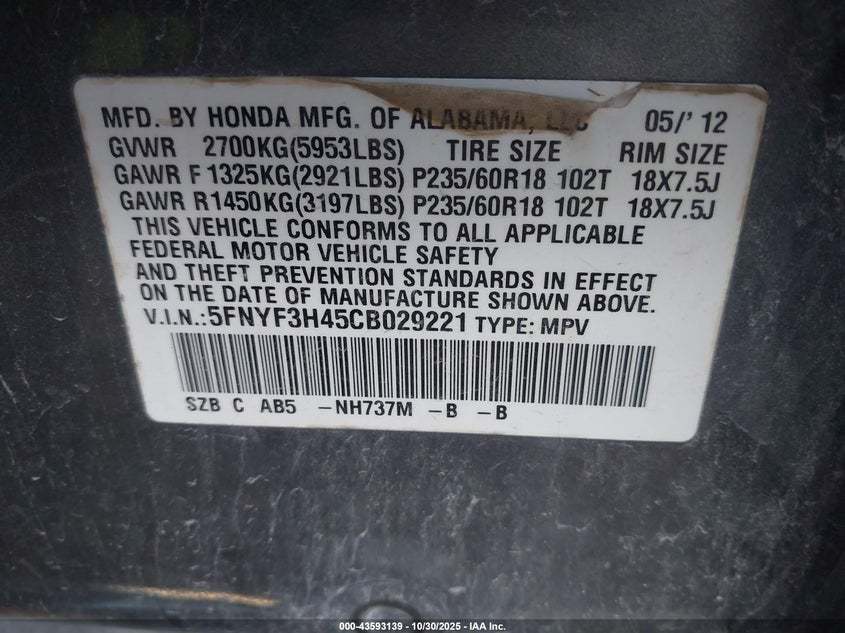 MFD. BY HONDA MFG. OF ALABAMA, LLC 05/' 12
GVWR 2700KG(5953LBS) TIRE SIZE RIM SIZE
GAWR F 1325KG(2921LBS) P235/60R18 102T 18X7.5J
GAWR R1450KG(3197LBS) P235/60R18 102T 18X7.5J
THIS VEHICLE CONFORMS TO ALL APPLICABLE
FEDERAL MOTOR VEHICLE SAFETY
AND THEFT PREVENTION STANDARDS IN EFFECT
ON THE DATE OF MANUFACTURE SHOWN ABOVE.
V.I.N.:5FNYF3H45CB029221 TYPE: MPV
SZB C AB5 -NH737M -B -B
000-43593139 - 10/30/2025 - IAA Inc.